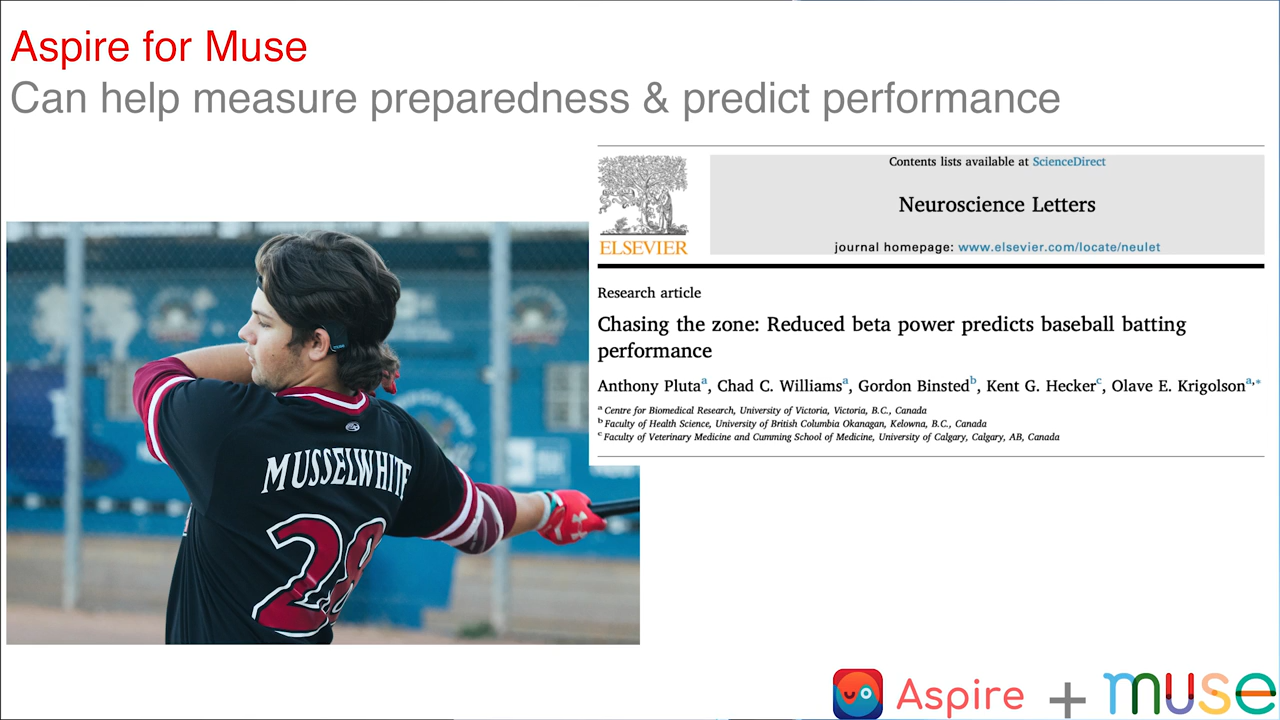 Aspire for Muse
Can help measure preparedness & predict performance
Contents lists available at ScienceDirect
Neuroscience Letters
journal homepage: www.elsevier.com/locate/neulet
ELSEVIER
Research article
Chasing the zone: Reduced beta power predicts baseball batting
performance
Anthony Plutaᵃ, Chad C. Williamsᵃ, Gordon Binstedᵇ, Kent G. Heckerᶜ, Olave E. Krigolsonᵃ,*
ᵃ Centre for Biomedical Research, University of Victoria, Victoria, B.C., Canada
ᵇ Faculty of Health Science, University of British Columbia Okanagan, Kelowna, B.C., Canada
ᶜ Faculty of Veterinary Medicine and Cumming School of Medicine, University of Calgary, Calgary, AB, Canada
MUSSELWHITE
28
Aspire + muse